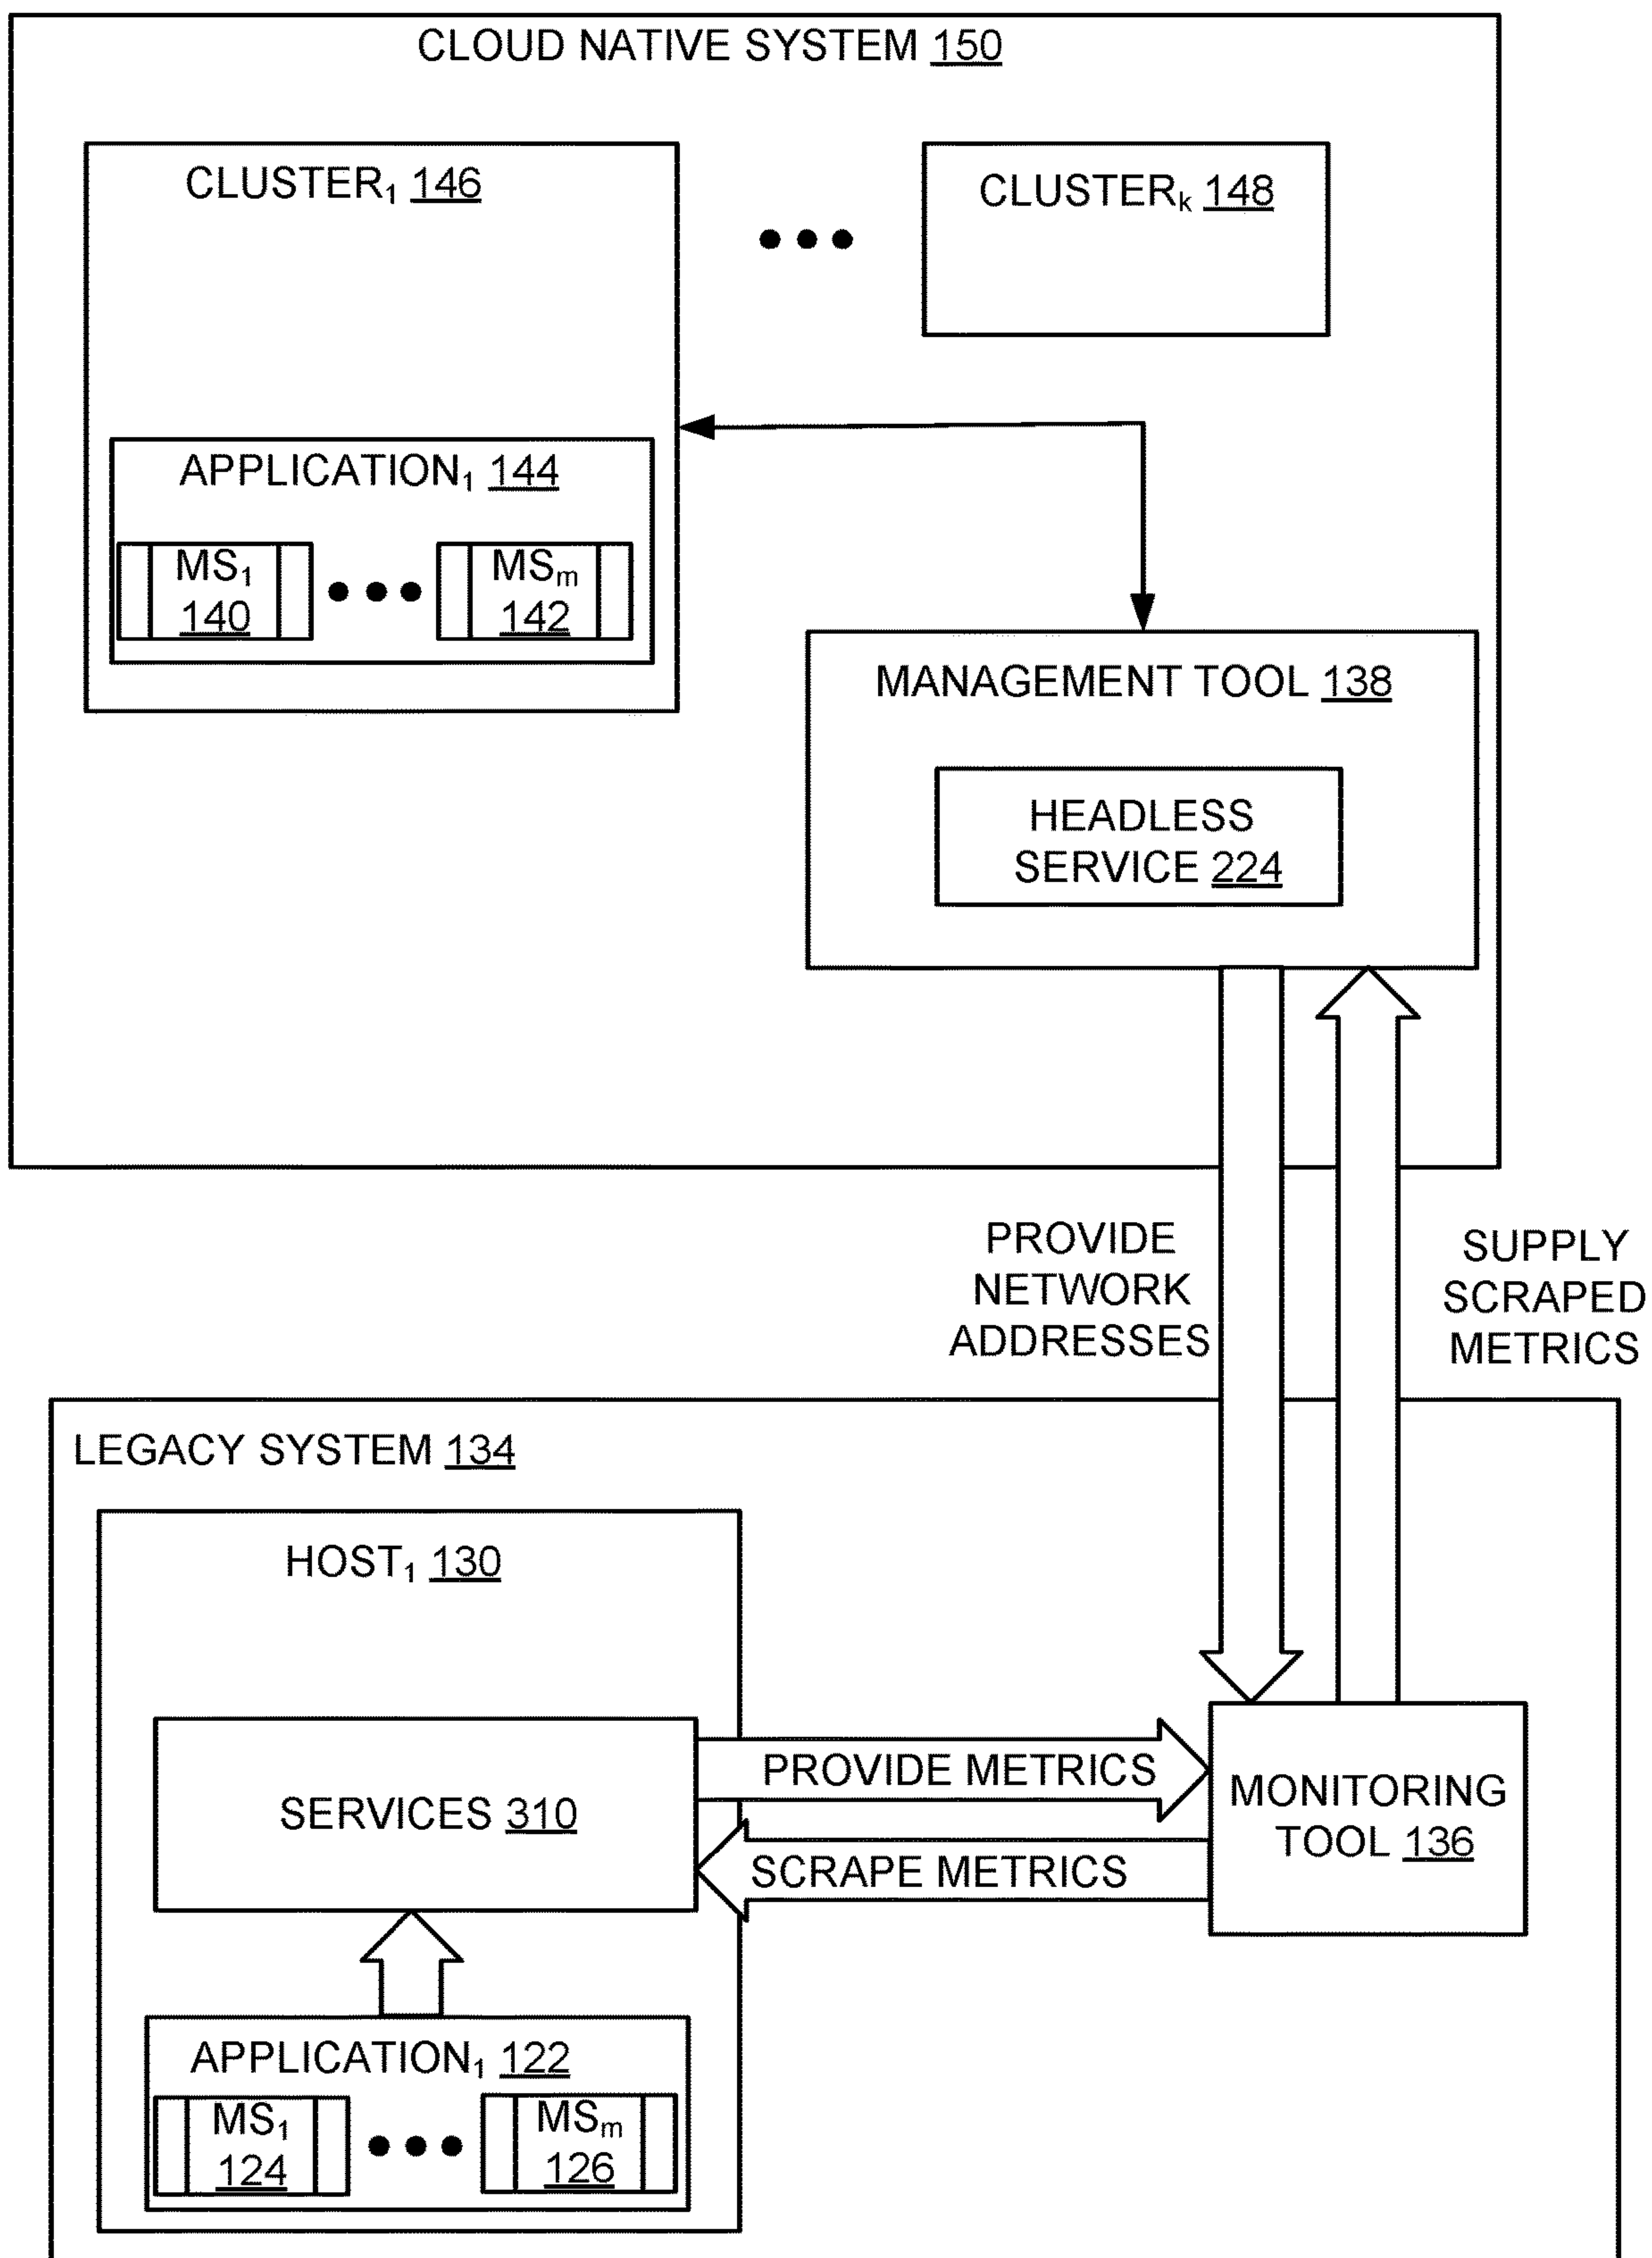 CLOUD NATIVE SYSTEM 150
CLUSTER₁ 146
CLUSTERₖ 148
APPLICATION₁ 144
MS₁
140
MSₘ
142
MANAGEMENT TOOL 138
HEADLESS
SERVICE 224
PROVIDE
NETWORK
ADDRESSES
SUPPLY
SCRAPED
METRICS
LEGACY SYSTEM 134
HOST₁ 130
SERVICES 310
PROVIDE METRICS
SCRAPE METRICS
MONITORING
TOOL 136
APPLICATION₁ 122
MS₁
124
MSₘ
126